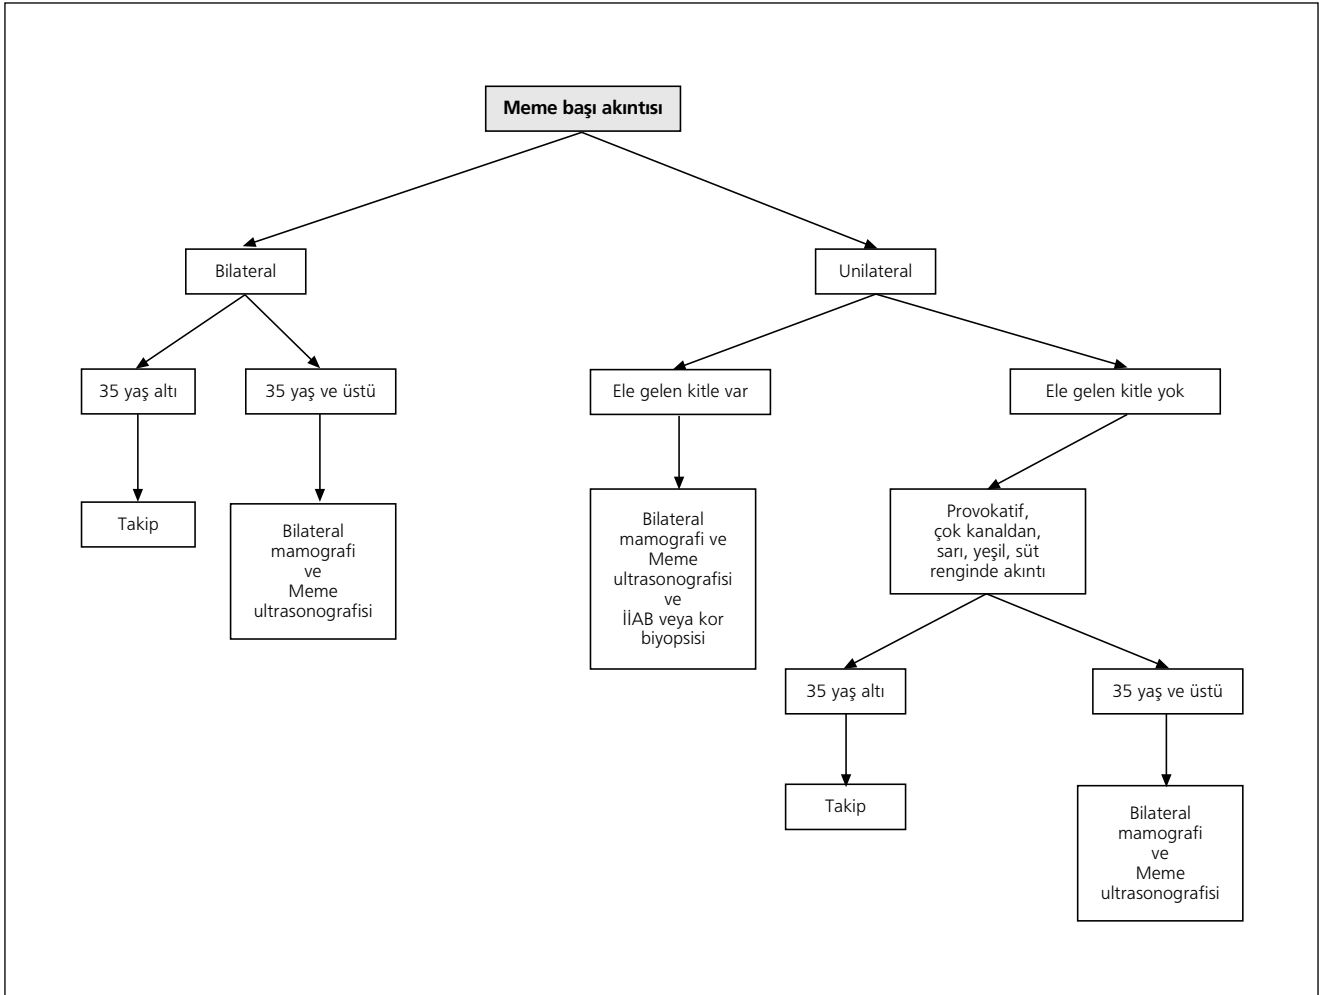 Meme başı akıntısı
Bilateral
Unilateral
35 yaş altı
35 yaş ve üstü
Ele gelen kitle var
Ele gelen kitle yok
Takip
Bilateral
mamografi
ve
Meme
ultrasonografisi
Bilateral
mamografi ve
Meme
ultrasonografisi
ve
İİAB veya kor
biyopsisi
Provokatif,
çok kanaldan,
sarı, yeşil, süt
renginde akıntı
35 yaş altı
35 yaş ve üstü
Takip
Bilateral
mamografi
ve
Meme
ultrasonografisi